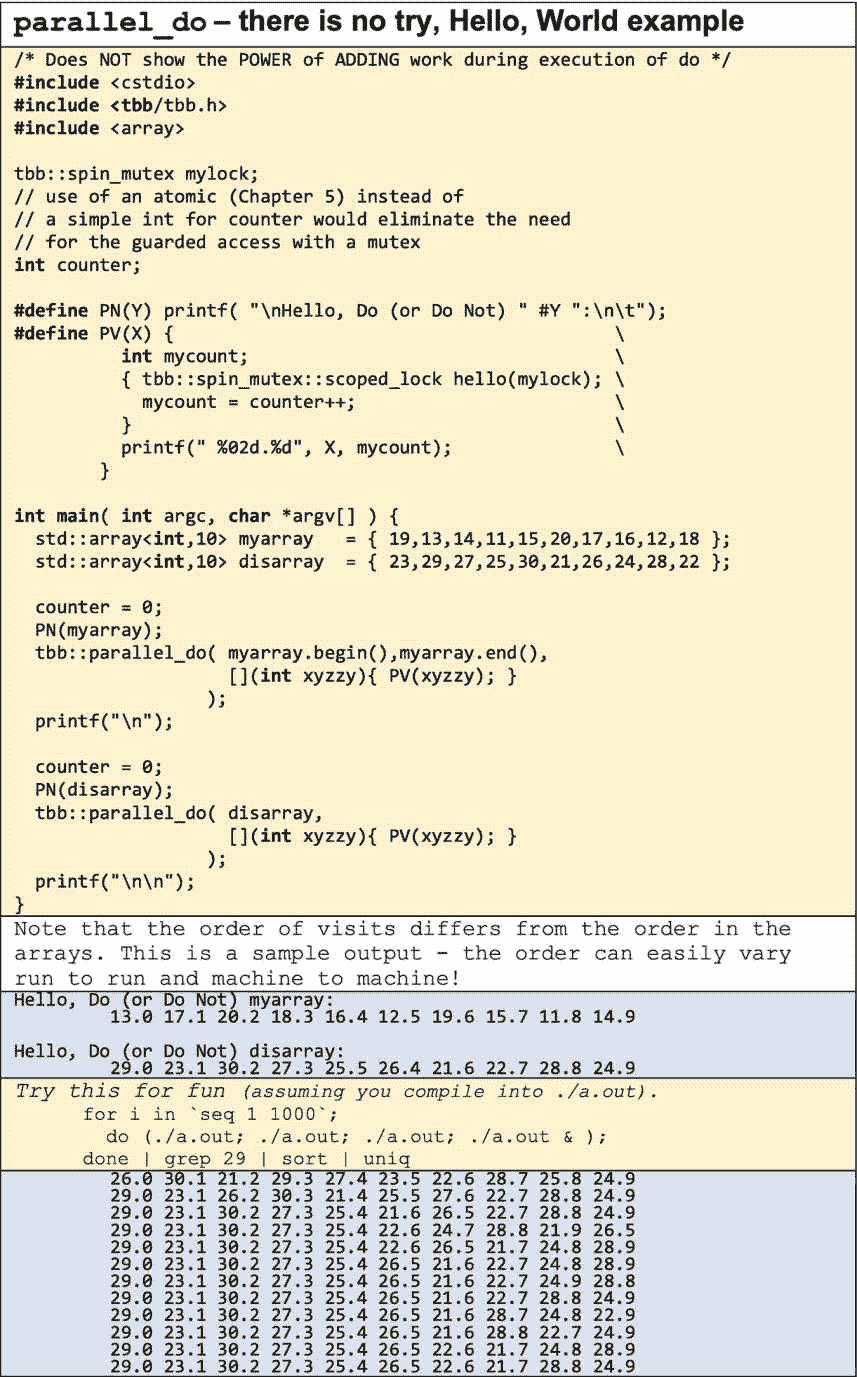 parallel_do – there is no try, Hello, World example
/* Does NOT show the POWER of ADDING work during execution of do */
#include <cstdio>
#include <tbb/tbb.h>
#include <array>

tbb::spin_mutex mylock;
// use of an atomic (Chapter 5) instead of
// a simple int for counter would eliminate the need
// for the guarded access with a mutex
int counter;

#define PN(Y) printf( "\nHello, Do (or Do Not) " #Y ":\n\t");
#define PV(X) {                                          \
          int mycount;                                   \
          { tbb::spin_mutex::scoped_lock hello(mylock); \
            mycount = counter++;                         \
          }                                              \
          printf(" %02d.%d", X, mycount);                \
        }

int main( int argc, char *argv[] ) {
  std::array<int,10> myarray   = { 19,13,14,11,15,20,17,16,12,18 };
  std::array<int,10> disarray  = { 23,29,27,25,30,21,26,24,28,22 };

  counter = 0;
  PN(myarray);
  tbb::parallel_do( myarray.begin(),myarray.end(),
                    [](int xyzzy){ PV(xyzzy); }
                  );
  printf("\n");

  counter = 0;
  PN(disarray);
  tbb::parallel_do( disarray,
                    [](int xyzzy){ PV(xyzzy); }
                  );
  printf("\n\n");
}
Note that the order of visits differs from the order in the
arrays. This is a sample output - the order can easily vary
run to run and machine to machine!
Hello, Do (or Do Not) myarray:
         13.0 17.1 20.2 18.3 16.4 12.5 19.6 15.7 11.8 14.9

Hello, Do (or Do Not) disarray:
         29.0 23.1 30.2 27.3 25.5 26.4 21.6 22.7 28.8 24.9
Try this for fun (assuming you compile into ./a.out).
      for i in `seq 1 1000`;
        do (./a.out; ./a.out; ./a.out; ./a.out & );
      done | grep 29 | sort | uniq
         26.0 30.1 21.2 29.3 27.4 23.5 22.6 28.7 25.8 24.9
         29.0 23.1 26.2 30.3 21.4 25.5 27.6 22.7 28.8 24.9
         29.0 23.1 30.2 27.3 25.4 21.6 26.5 22.7 28.8 24.9
         29.0 23.1 30.2 27.3 25.4 22.6 24.7 28.8 21.9 26.5
         29.0 23.1 30.2 27.3 25.4 22.6 26.5 21.7 24.8 28.9
         29.0 23.1 30.2 27.3 25.4 26.5 21.6 22.7 24.8 28.9
         29.0 23.1 30.2 27.3 25.4 26.5 21.6 22.7 24.9 28.8
         29.0 23.1 30.2 27.3 25.4 26.5 21.6 22.7 28.8 24.9
         29.0 23.1 30.2 27.3 25.4 26.5 21.6 28.7 24.8 22.9
         29.0 23.1 30.2 27.3 25.4 26.5 21.6 28.8 22.7 24.9
         29.0 23.1 30.2 27.3 25.4 26.5 22.6 21.7 24.8 28.9
         29.0 23.1 30.2 27.3 25.4 26.5 22.6 21.7 28.8 24.9